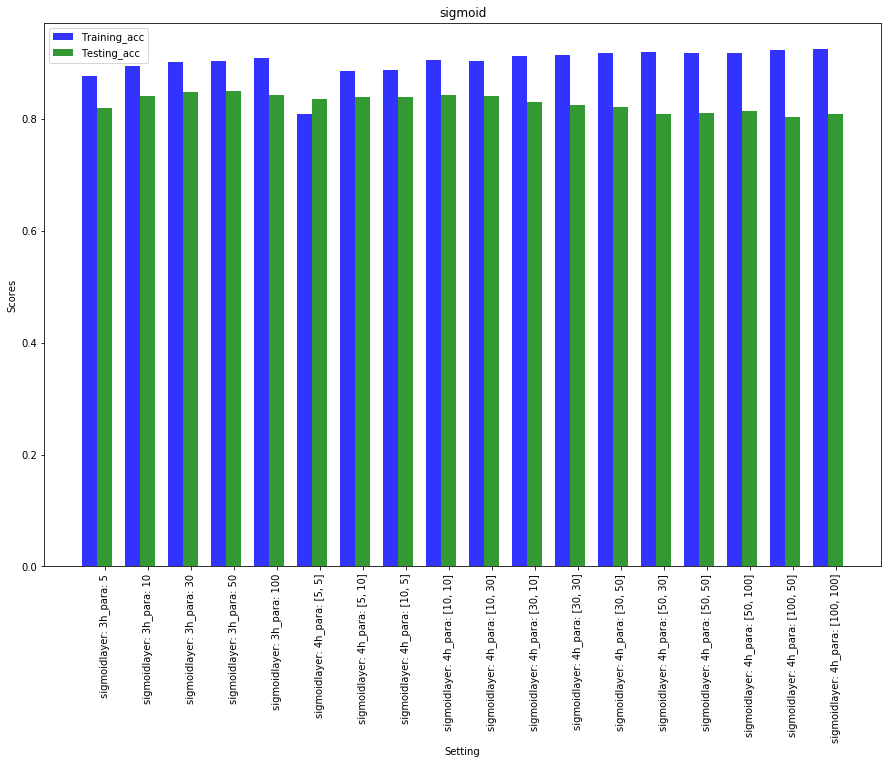 sigmoid
Training_acc
Testing_acc
Scores
0.8
0.6
0.4
0.2
0.0
sigmoidlayer: 3h_para: 5
sigmoidlayer: 3h_para: 10
sigmoidlayer: 3h_para: 30
sigmoidlayer: 3h_para: 50
sigmoidlayer: 3h_para: 100
sigmoidlayer: 4h_para: [5, 5]
sigmoidlayer: 4h_para: [5, 10]
sigmoidlayer: 4h_para: [10, 5]
sigmoidlayer: 4h_para: [10, 10]
sigmoidlayer: 4h_para: [10, 30]
sigmoidlayer: 4h_para: [30, 10]
sigmoidlayer: 4h_para: [30, 30]
sigmoidlayer: 4h_para: [30, 50]
sigmoidlayer: 4h_para: [50, 30]
sigmoidlayer: 4h_para: [50, 50]
sigmoidlayer: 4h_para: [50, 100]
sigmoidlayer: 4h_para: [100, 50]
sigmoidlayer: 4h_para: [100, 100]
Setting